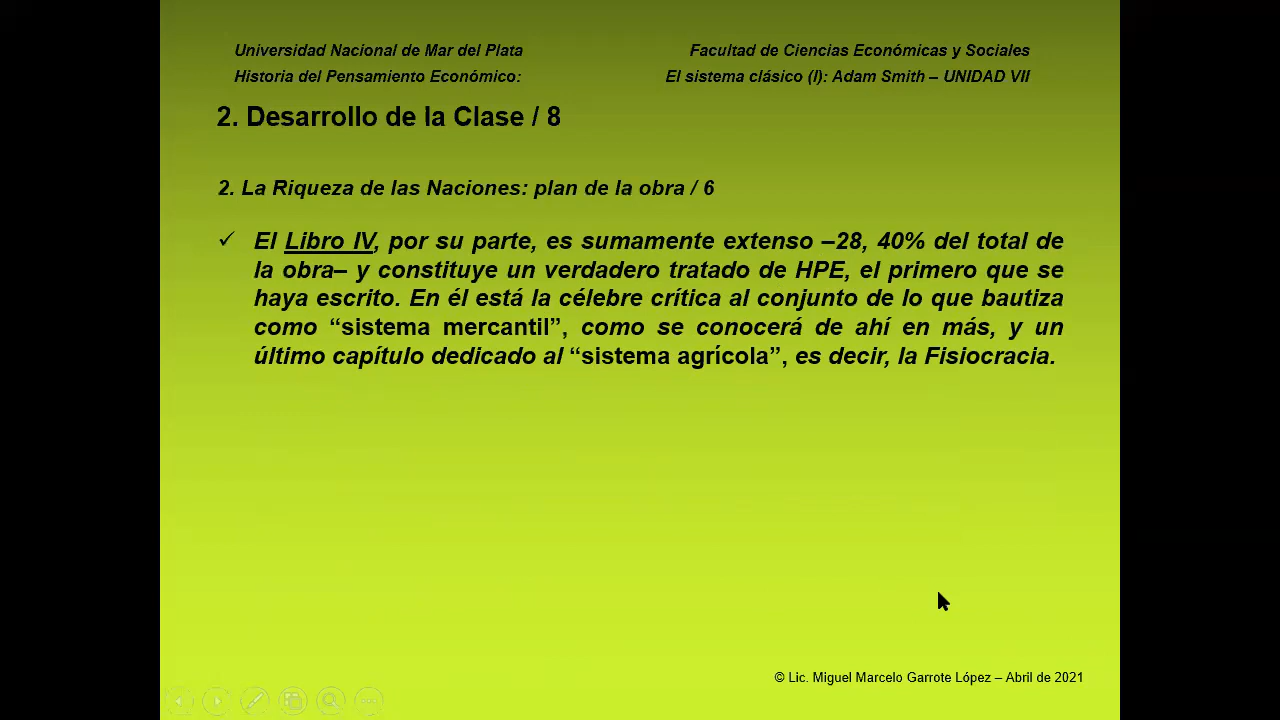 Universidad Nacional de Mar del Plata Facultad de Ciencias Económicas y Sociales
Historia del Pensamiento Económico: El sistema clásico (I): Adam Smith – UNIDAD VII
2. Desarrollo de la Clase / 8
2. La Riqueza de las Naciones: plan de la obra / 6
✓ El Libro IV, por su parte, es sumamente extenso –28, 40% del total de
la obra– y constituye un verdadero tratado de HPE, el primero que se
haya escrito. En él está la célebre crítica al conjunto de lo que bautiza
como “sistema mercantil”, como se conocerá de ahí en más, y un
último capítulo dedicado al “sistema agrícola”, es decir, la Fisiocracia.
© Lic. Miguel Marcelo Garrote López – Abril de 2021